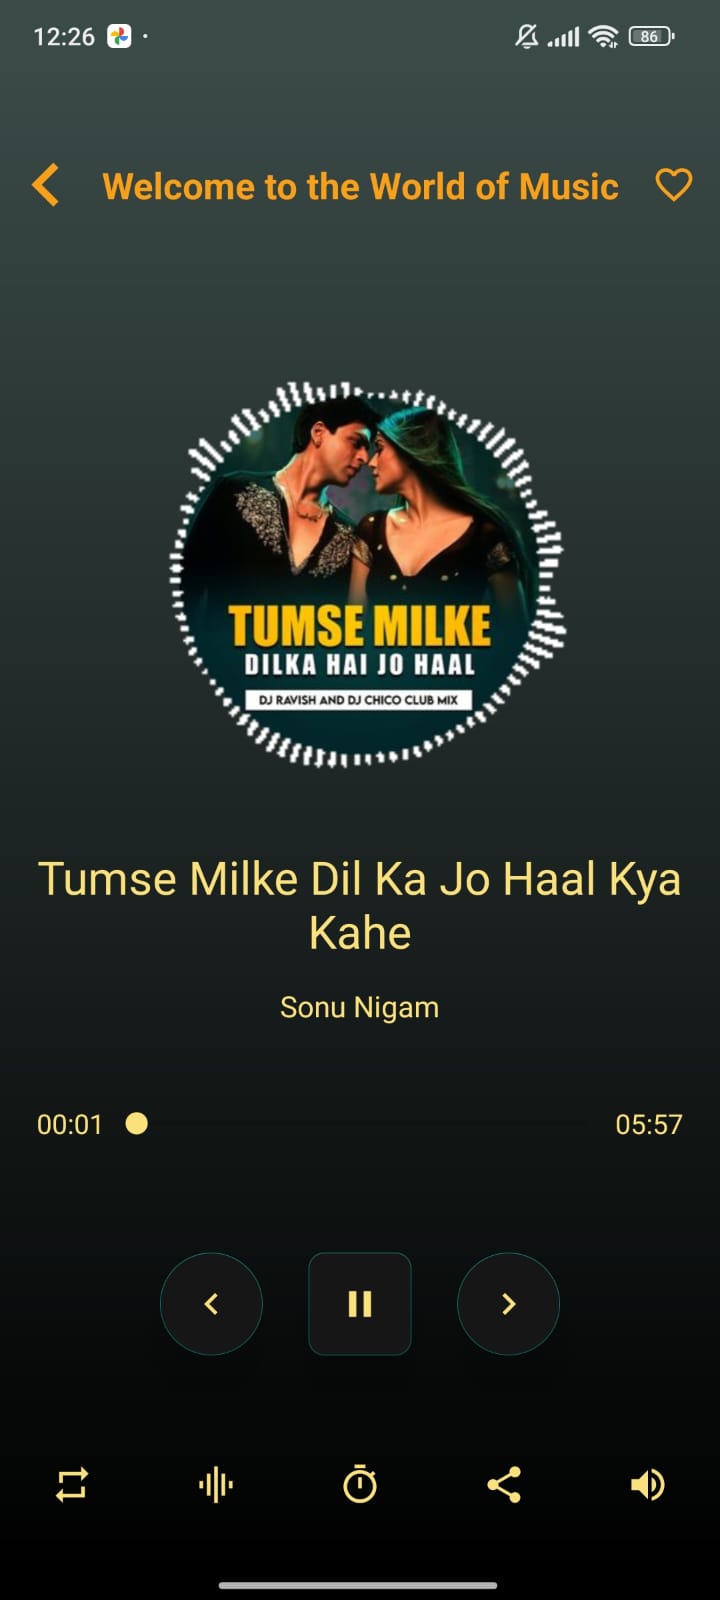 12:26
86
Welcome to the World of Music
TUMSE MILKE
DILKA HAI JO HAAL
DJ RAVISH AND DJ CHICO CLUB MIX
Tumse Milke Dil Ka Jo Haal Kya
Kahe
Sonu Nigam
00:01 05:57